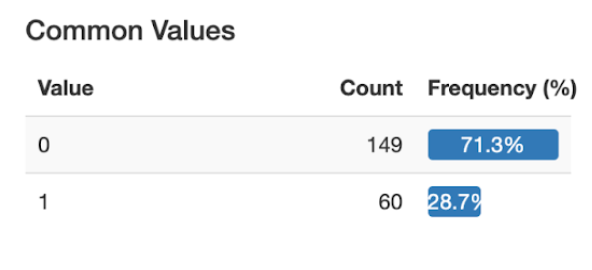 Common Values
Value Count Frequency (%)
0 149 71.3%
1 60 28.7%